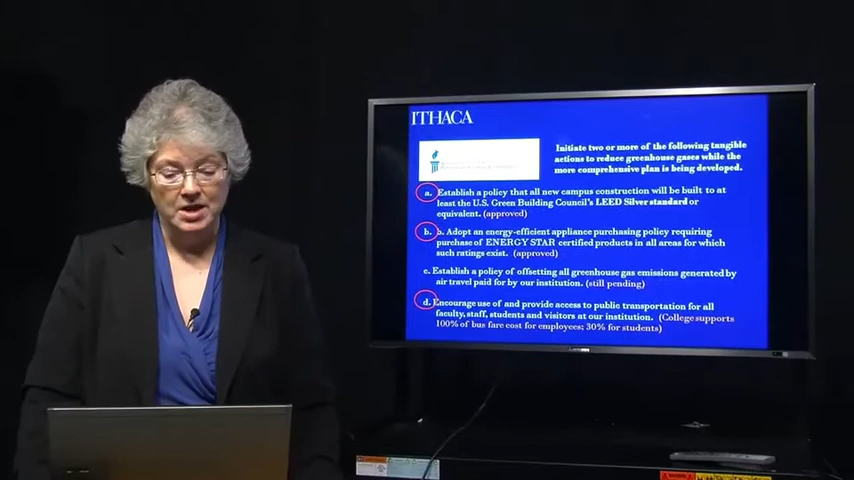 ITHACA
Initiate two or more of the following tangible
actions to reduce greenhouse gases while the
more comprehensive plan is being developed.
a. Establish a policy that all new campus construction will be built to at
least the U.S. Green Building Council's LEED Silver standard or
equivalent. (approved)
b. b. Adopt an energy-efficient appliance purchasing policy requiring
purchase of ENERGY STAR certified products in all areas for which
such ratings exist. (approved)
c. Establish a policy of offsetting all greenhouse gas emissions generated by
air travel paid for by our institution. (still pending)
d. Encourage use of and provide access to public transportation for all
faculty, staff, students and visitors at our institution. (College supports
100% of bus fare cost for employees; 30% for students)